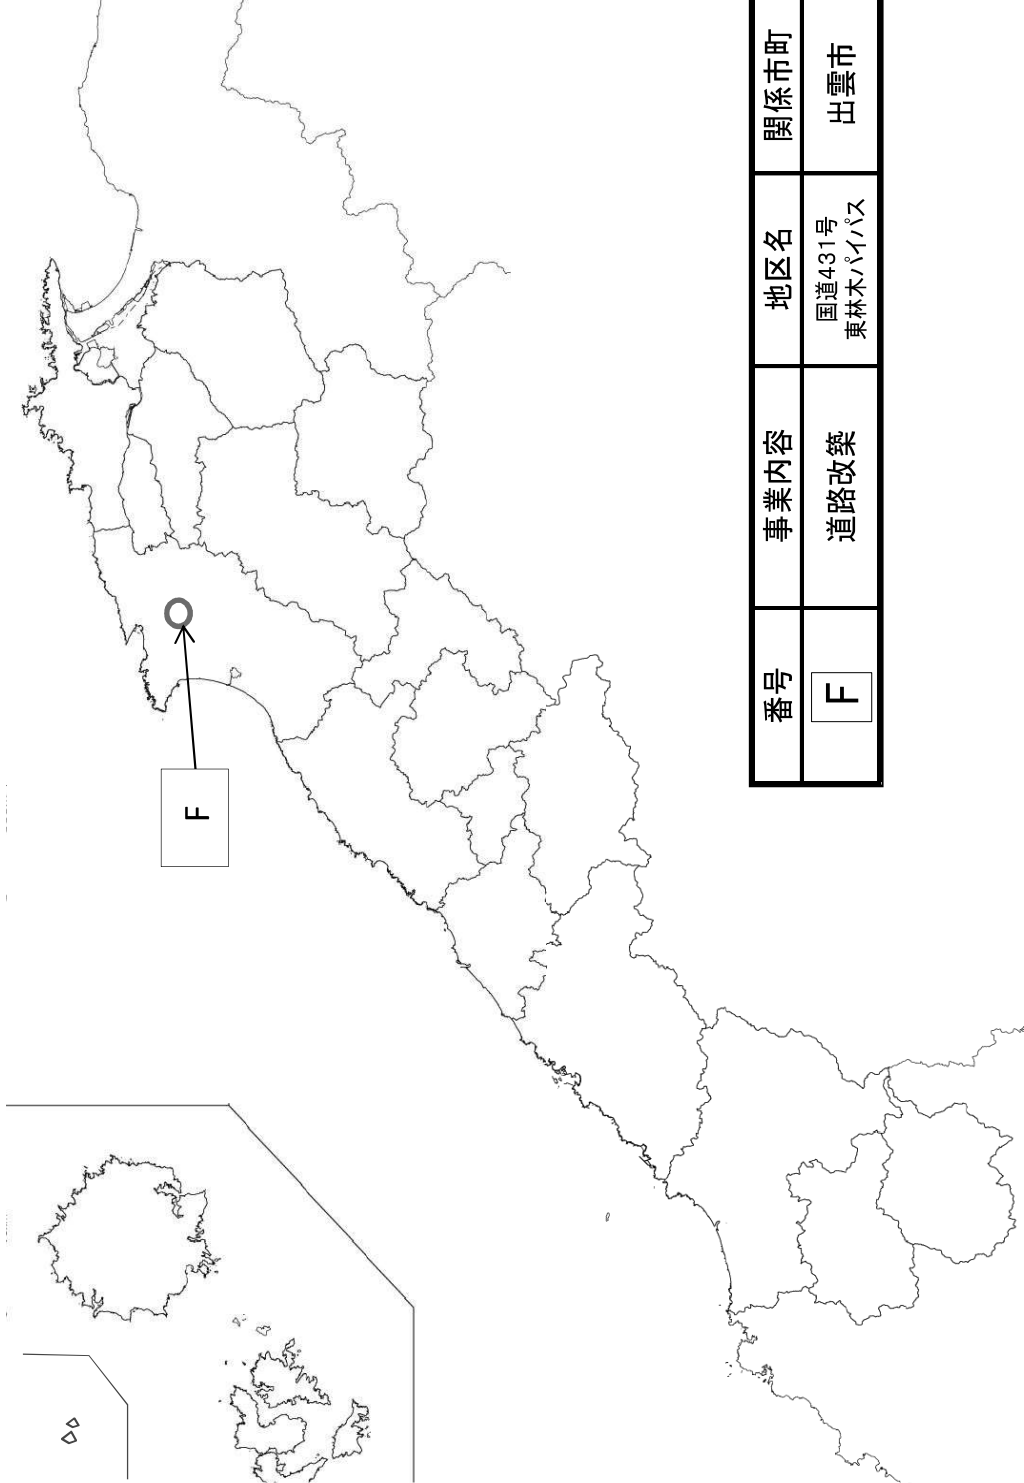 F
番号
事業内容
地区名
関係市町
F
道路改築
国道431号
東林木バイパス
出雲市